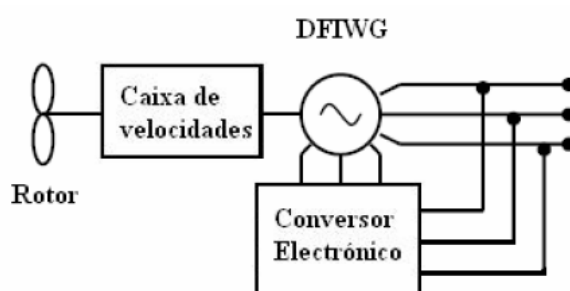 DFIWG
Caixa de
velocidades
Rotor
Conversor
Electrónico